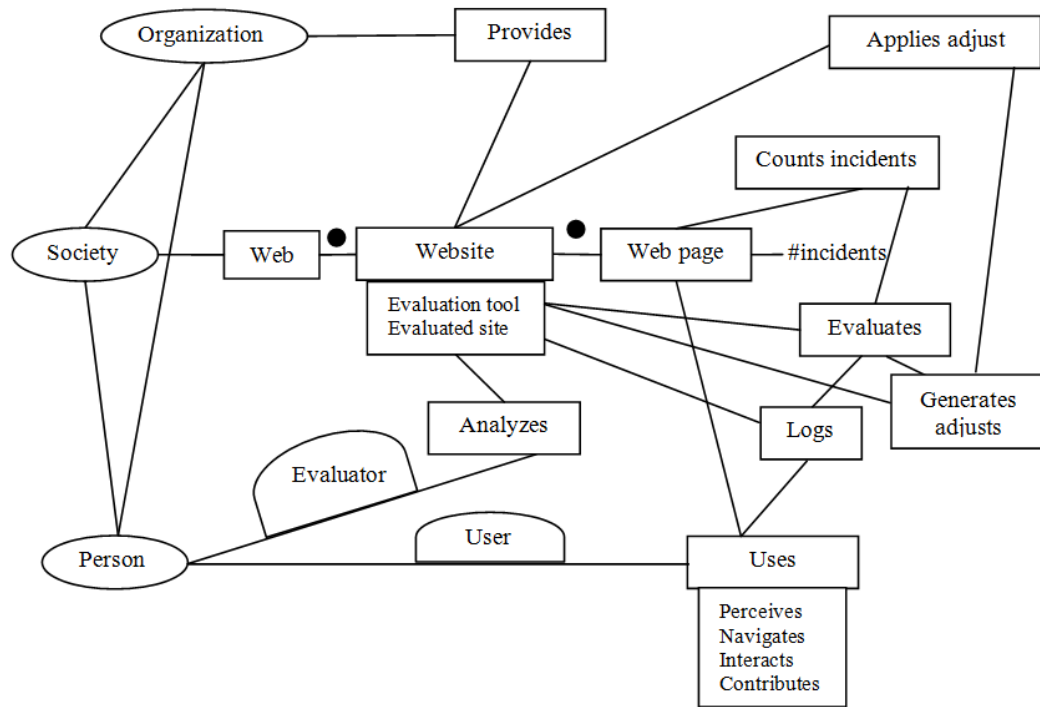 Organization
Provides
Applies adjust
Counts incidents
Society
Web
Website
Web page
#incidents
Evaluation tool
Evaluated site
Evaluates
Generates
adjusts
Analyzes
Logs
Evaluator
User
Person
Uses
Perceives
Navigates
Interacts
Contributes